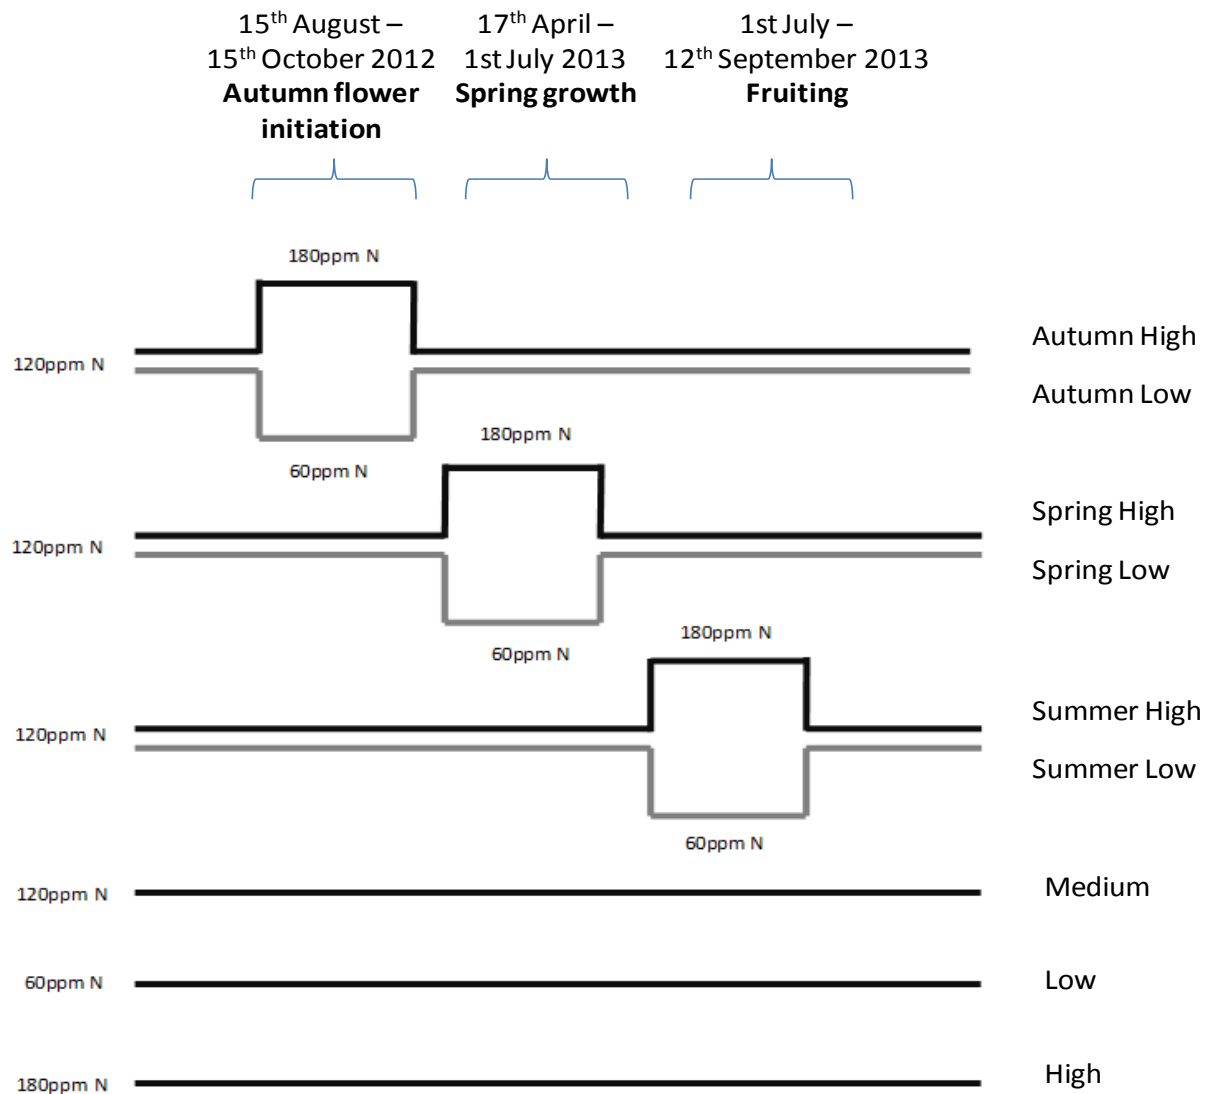 15th August –
15th October 2012
Autumn flower
initiation
17th April –
1st July 2013
Spring growth
1st July –
12th September 2013
Fruiting
180ppm N
120ppm N
60ppm N
Autumn High
Autumn Low
180ppm N
120ppm N
60ppm N
Spring High
Spring Low
180ppm N
120ppm N
60ppm N
Summer High
Summer Low
120ppm N
Medium
60ppm N
Low
180ppm N
High